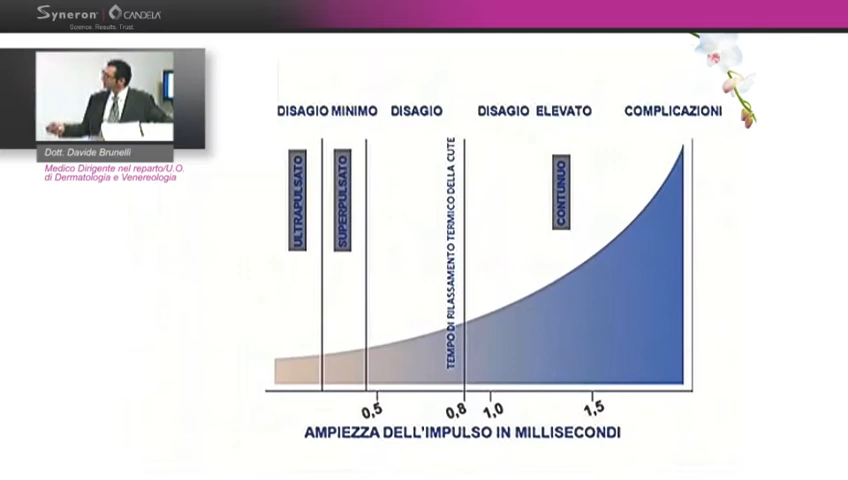 Syneron CANDELA
Science. Results. Trust.
Dott. Davide Brunelli
Medico Dirigente nel reparto/U.O.
di Dermatologia e Venereologia
DISAGIO MINIMO DISAGIO DISAGIO ELEVATO COMPLICAZIONI
ULTRAPULSATO
SUPERPULSATO
TEMPO DI RILASSAMENTO TERMICO DELLA CUTE
CONTUNUO
0,5 0,8 1,0 1,5
AMPIEZZA DELL'IMPULSO IN MILLISECONDI